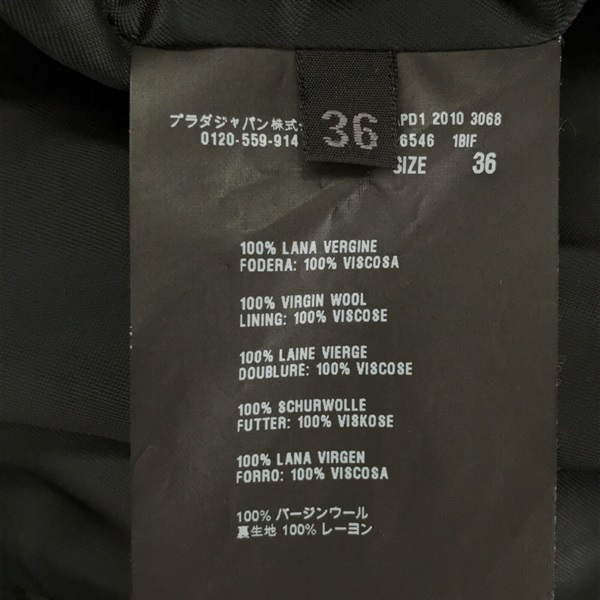 プラダジャパン株式
0120-559-914
36
PD1 2010 3068
6546 1BIF
SIZE 36
100% LANA VERGINE
FODERA: 100% VISCOSA
100% VIRGIN WOOL
LINING: 100% VISCOSE
100% LAINE VIERGE
DOUBLURE: 100% VISCOSE
100% SCHURWOLLE
FUTTER: 100% VISKOSE
100% LANA VIRGEN
FORRO: 100% VISCOSA
100% バージンウール
裏生地 100% レーヨン